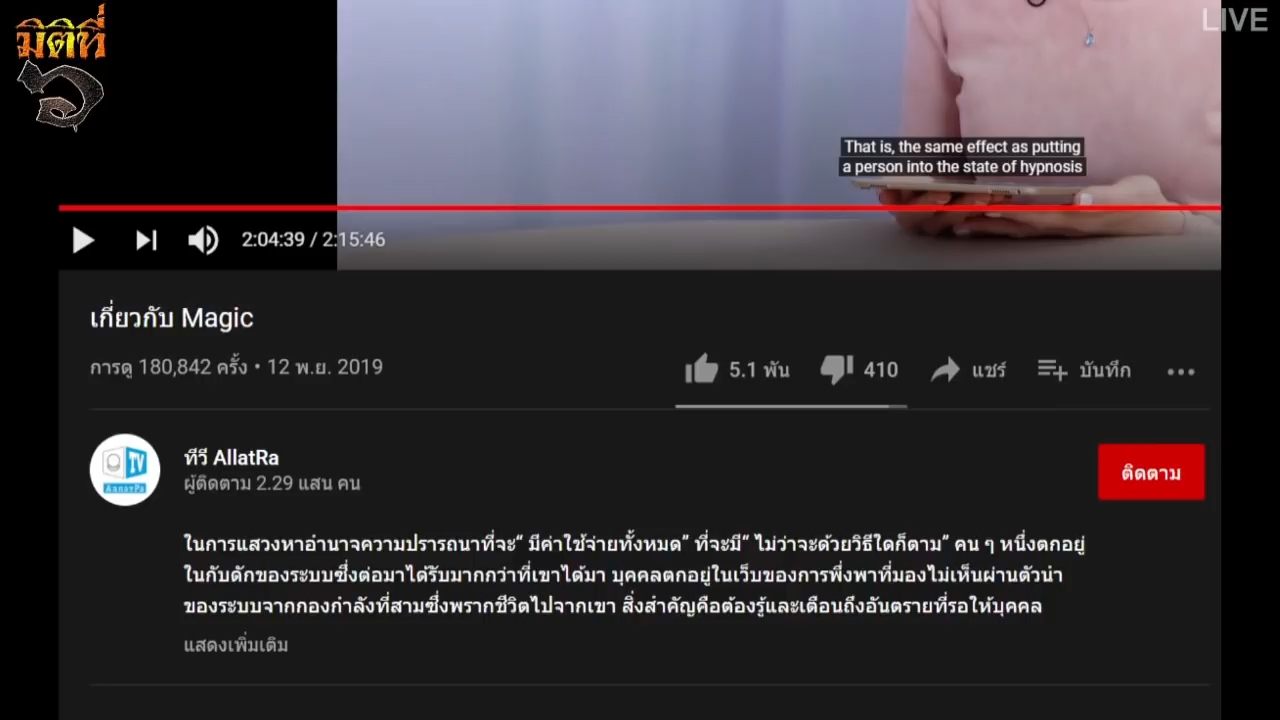 มิติที่
๖
LIVE
That is, the same effect as putting
a person into the state of hypnosis
2:04:39 / 2:15:46
เกี่ยวกับ Magic
การดู 180,842 ครั้ง • 12 พ.ย. 2019
5.1 พัน 410 แชร์ บันทึก
TV
АллатРа
ทีวี AllatRa
ผู้ติดตาม 2.29 แสน คน
ติดตาม
ในการแสวงหาอำนาจความปรารถนาที่จะ“ มีค่าใช้จ่ายทั้งหมด” ที่จะมี“ ไม่ว่าจะด้วยวิธีใดก็ตาม” คน ๆ หนึ่งตกอยู่
ในกับดักของระบบซึ่งต่อมาได้รับมากกว่าที่เขาได้มา บุคคลตกอยู่ในเว็บของการพึ่งพาที่มองไม่เห็นผ่านตัวนำ
ของระบบจากกองกำลังที่สามซึ่งพรากชีวิตไปจากเขา สิ่งสำคัญคือต้องรู้และเตือนถึงอันตรายที่รอให้บุคคล
แสดงเพิ่มเติม